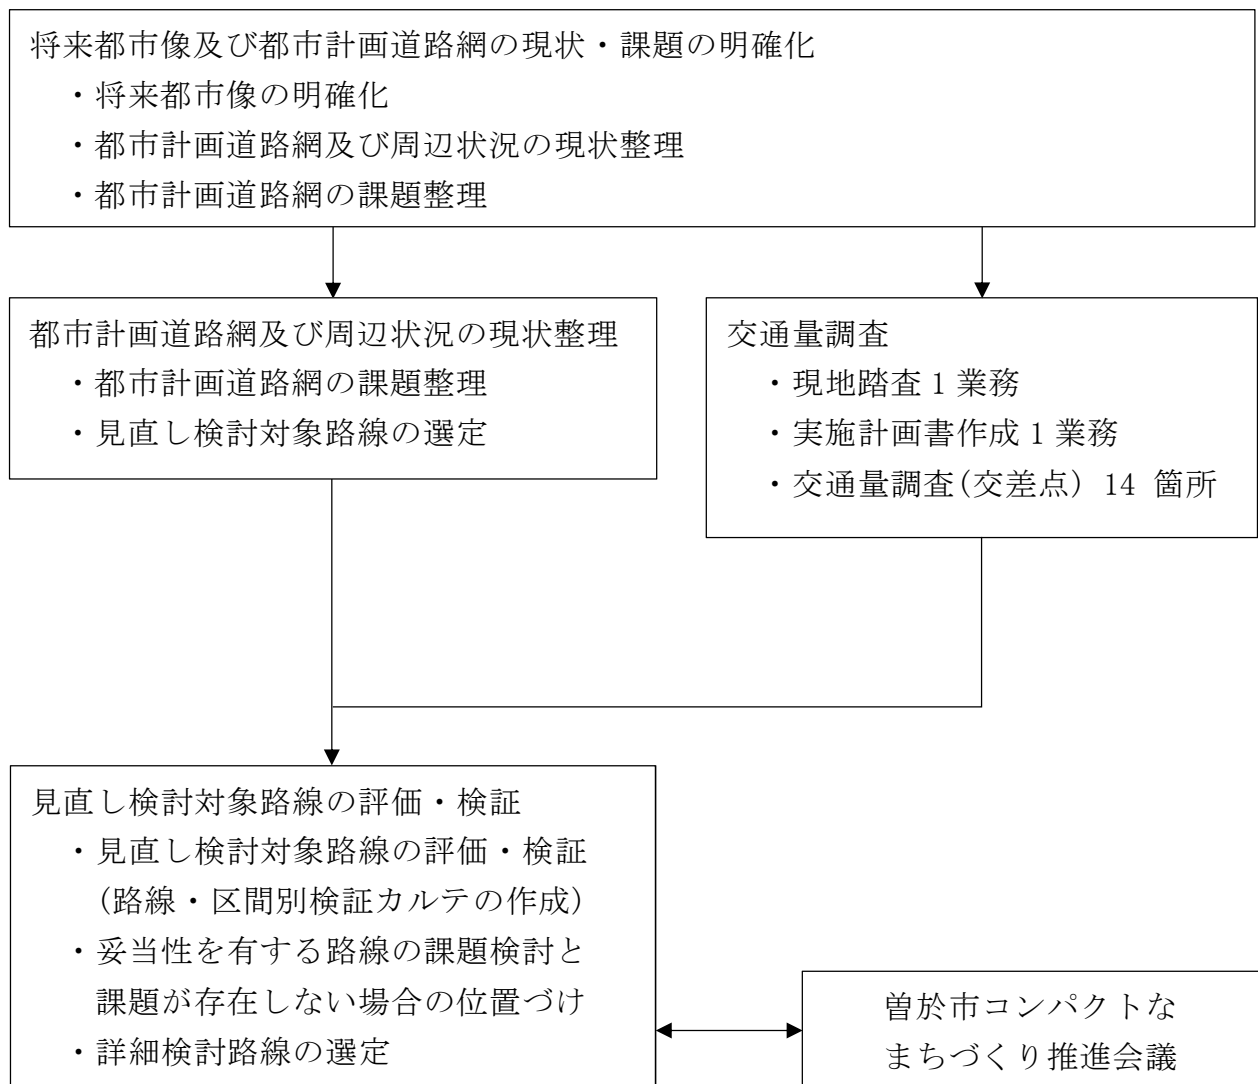 将来都市像及び都市計画道路網の現状・課題の明確化
・将来都市像の明確化
・都市計画道路網及び周辺状況の現状整理
・都市計画道路網の課題整理
都市計画道路網及び周辺状況の現状整理
・都市計画道路網の課題整理
・見直し検討対象路線の選定
交通量調査
・現地踏査 1 業務
・実施計画書作成 1 業務
・交通量調査(交差点) 14 箇所
見直し検討対象路線の評価・検証
・見直し検討対象路線の評価・検証
(路線・区間別検証カルテの作成)
・妥当性を有する路線の課題検討と
課題が存在しない場合の位置づけ
・詳細検討路線の選定
曽於市コンパクトな
まちづくり推進会議